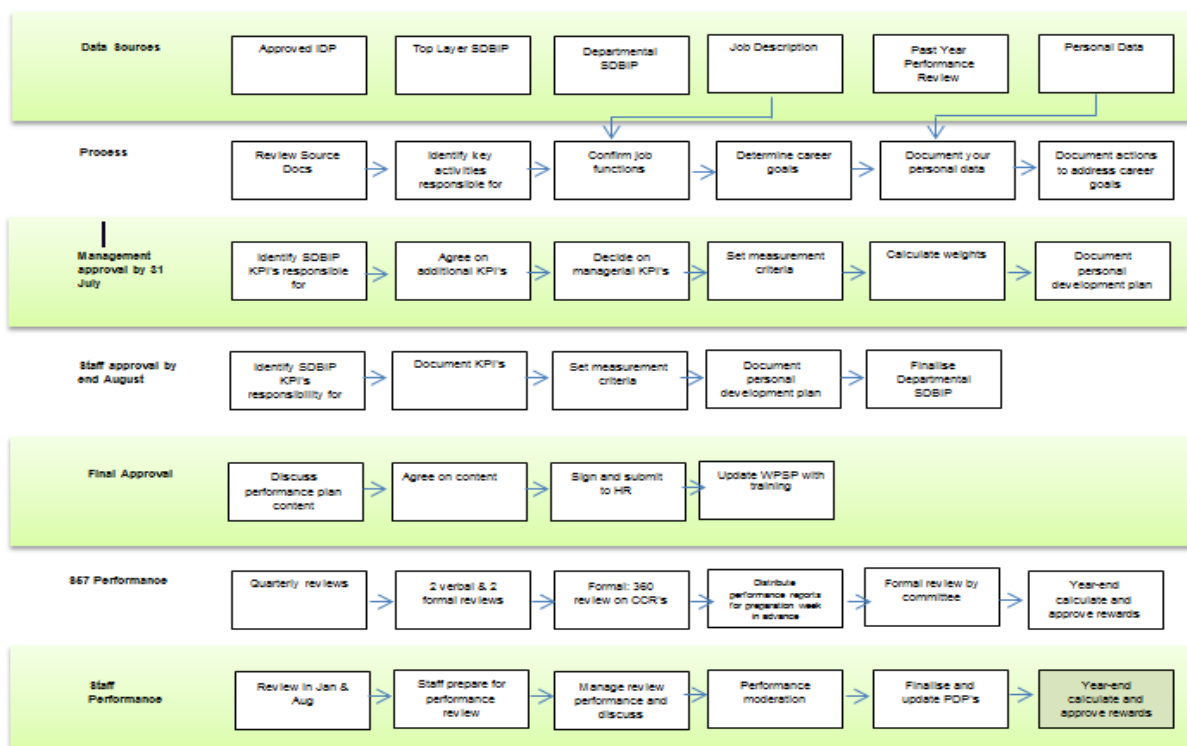 Data Sources
Approved IDP
Top Layer SDBIP
Departmental
SDBIP
Job Description
Past Year
Performance
Review
Personal Data
Process
Review Source
Docs
Identify key
activities
responsible for
Confirm job
functions
Determine career
goals
Document your
personal data
Document actions
to address career
goals
Management
approval by 31
July
Identify SDBIP
KPI's responsible
for
Agree on
additional KPI's
Decide on
managerial KPI's
Set measurement
criteria
Calculate weights
Document
personal
development plan
Staff approval by
end August
Identify SDBIP
KPI's
responsibility for
Document KPI's
Set measurement
criteria
Document
personal
development plan
Finalise
Departmental
SDBIP
Final Approval
Discuss
performance plan
content
Agree on content
Sign and submit
to HR
Update WPSP with
training
S57 Performance
Quarterly reviews
2 verbal & 2
formal reviews
Formal: 360
review on CCR's
Distribute
performance reports
for preparation week
in advance
Formal review by
committee
Year-end
calculate and
approve rewards
Staff
Performance
Review in Jan &
Aug
Staff prepare for
performance
review
Manage review
performance and
discuss
Performance
moderation
Finalise and
update PDP's
Year-end
calculate and
approve rewards